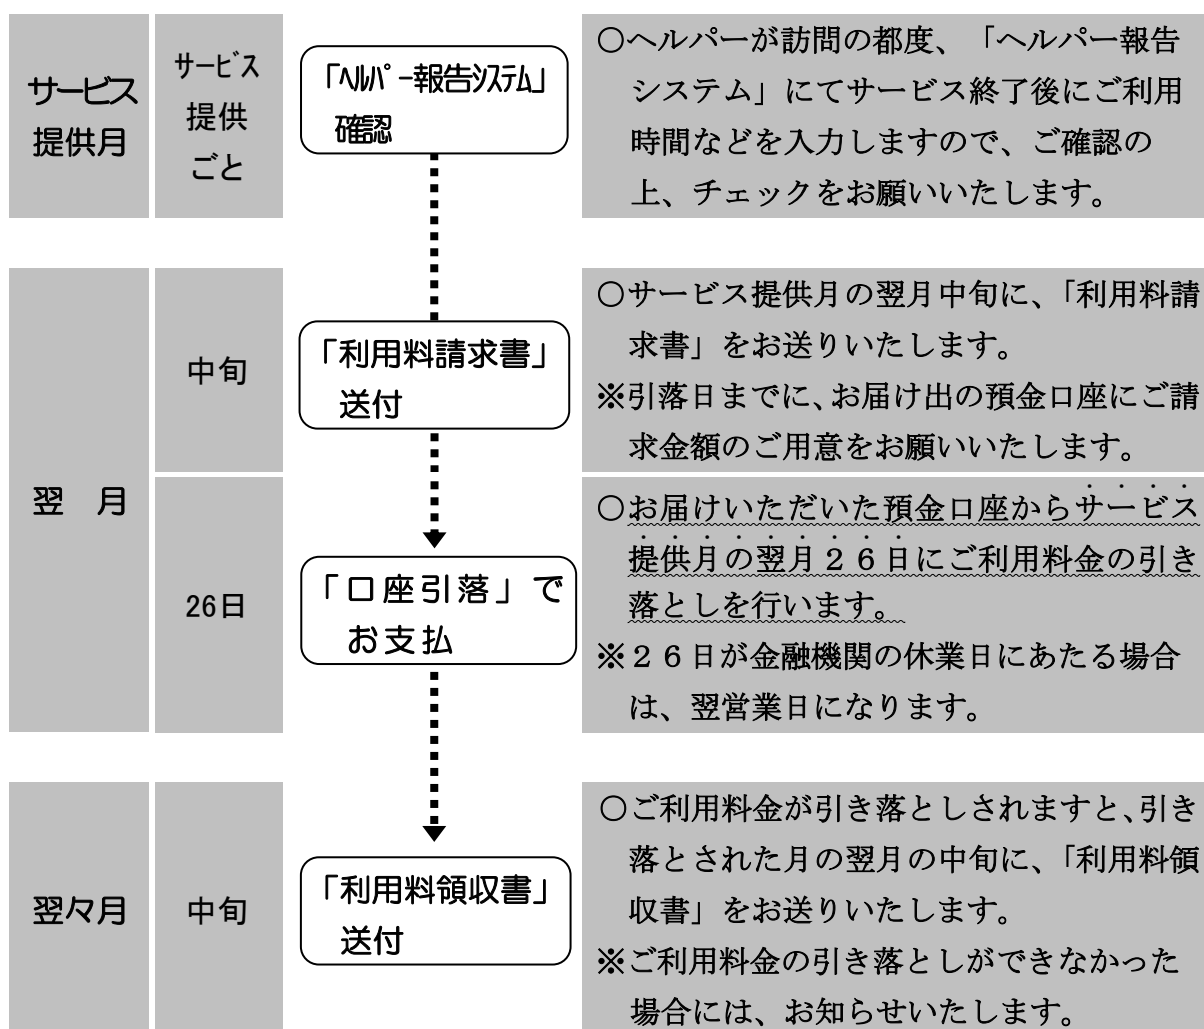 サービス
提供月
サービス
提供
ごと
「ﾍﾙﾊﾟｰ報告ｼｽﾃﾑ」
確認
○ヘルパーが訪問の都度、「ヘルパー報告
システム」にてサービス終了後にご利用
時間などを入力しますので、ご確認の
上、チェックをお願いいたします。
翌　月
中旬
「利用料請求書」
送付
○サービス提供月の翌月中旬に、「利用料請
求書」をお送りいたします。
※引落日までに、お届け出の預金口座にご請
求金額のご用意をお願いいたします。
26日
「口座引落」で
お支払
○お届けいただいた預金口座からサービス
提供月の翌月２６日にご利用料金の引き
落としを行います。
※２６日が金融機関の休業日にあたる場合
は、翌営業日になります。
翌々月
中旬
「利用料領収書」
送付
○ご利用料金が引き落としされますと、引き
落とされた月の翌月の中旬に、「利用料領
収書」をお送りいたします。
※ご利用料金の引き落としができなかった
場合には、お知らせいたします。